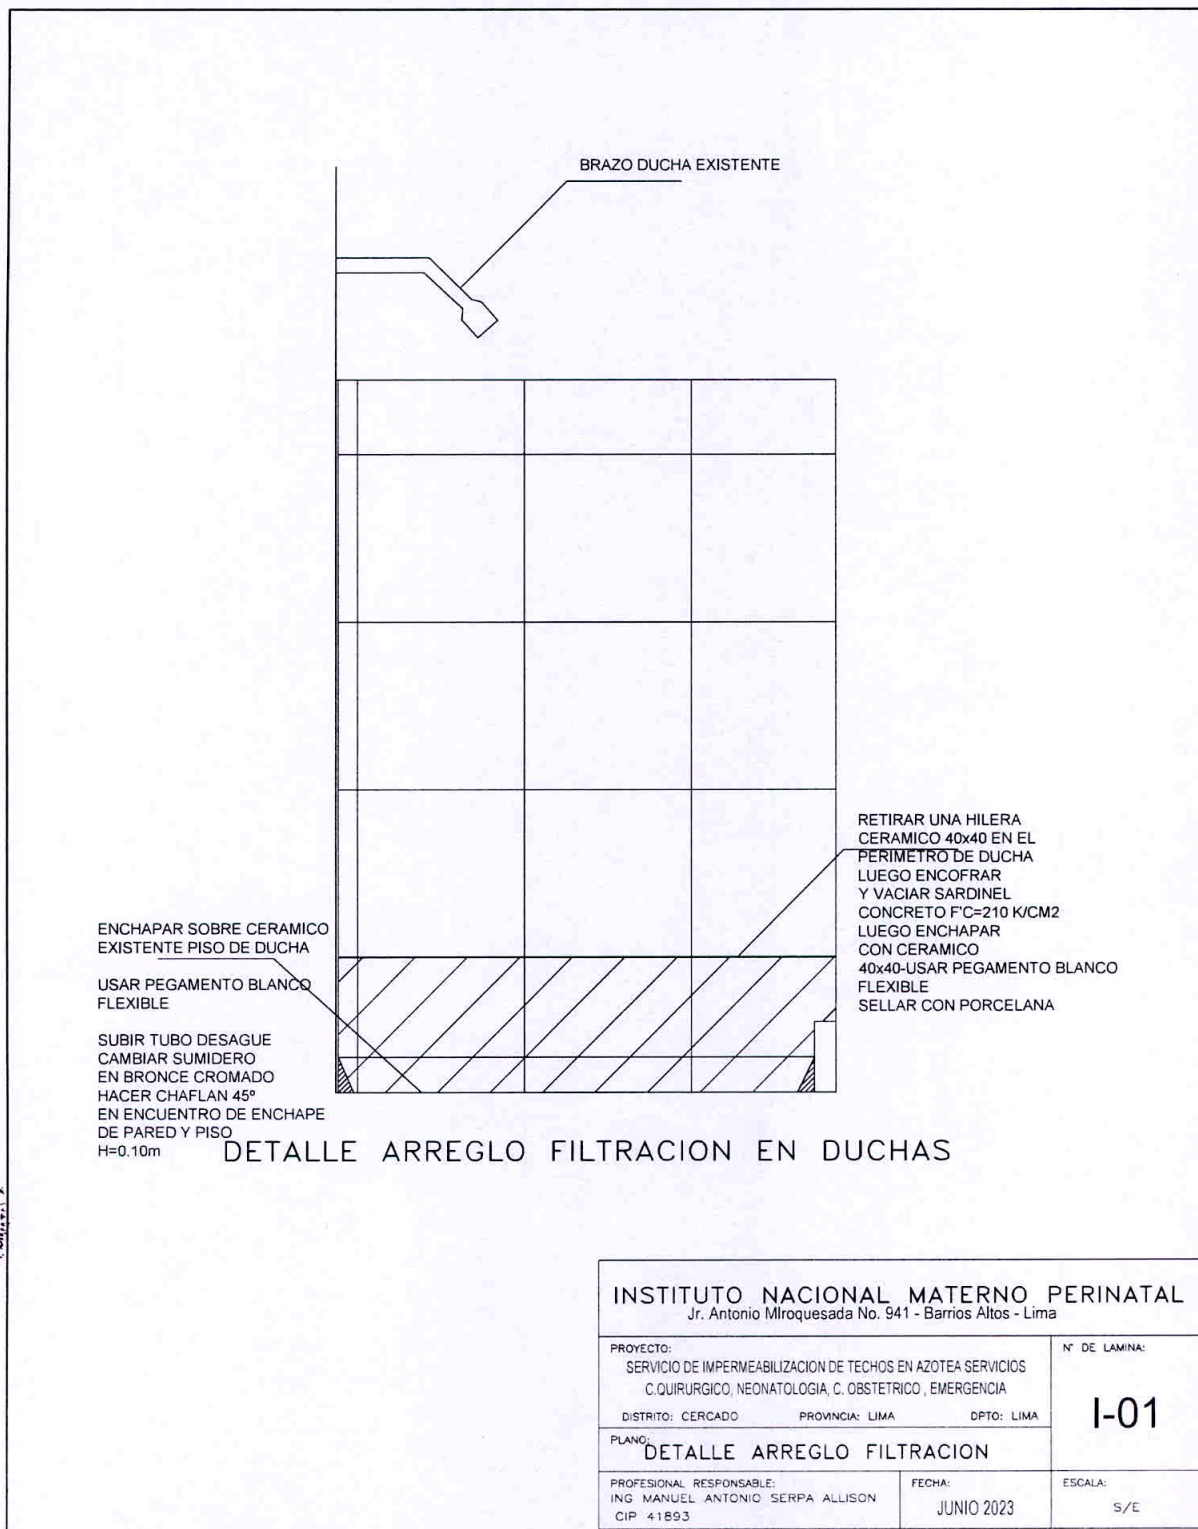 BRAZO DUCHA EXISTENTE
RETIRAR UNA HILERA
CERAMICO 40x40 EN EL
PERIMETRO DE DUCHA
LUEGO ENCOFRAR
Y VACIAR SARDINEL
CONCRETO F'C=210 K/CM2
LUEGO ENCHAPAR
CON CERAMICO
40x40-USAR PEGAMENTO BLANCO
FLEXIBLE
SELLAR CON PORCELANA
ENCHAPAR SOBRE CERAMICO
EXISTENTE PISO DE DUCHA
USAR PEGAMENTO BLANCO
FLEXIBLE
SUBIR TUBO DESAGUE
CAMBIAR SUMIDERO
EN BRONCE CROMADO
HACER CHAFLAN 45º
EN ENCUENTRO DE ENCHAPE
DE PARED Y PISO
H=0.10m
DETALLE ARREGLO FILTRACION EN DUCHAS
INSTITUTO NACIONAL MATERNO PERINATAL
Jr. Antonio MIroquesada No. 941 - Barrios Altos - Lima
PROYECTO:
SERVICIO DE IMPERMEABILIZACION DE TECHOS EN AZOTEA SERVICIOS
C.QUIRURGICO, NEONATOLOGIA, C. OBSTETRICO , EMERGENCIA
DISTRITO: CERCADO PROVINCIA: LIMA DPTO: LIMA
N° DE LAMINA:
I-01
PLANO:
DETALLE ARREGLO FILTRACION
PROFESIONAL RESPONSABLE:
ING MANUEL ANTONIO SERPA ALLISON
CIP 41893
FECHA:
JUNIO 2023
ESCALA:
S/E